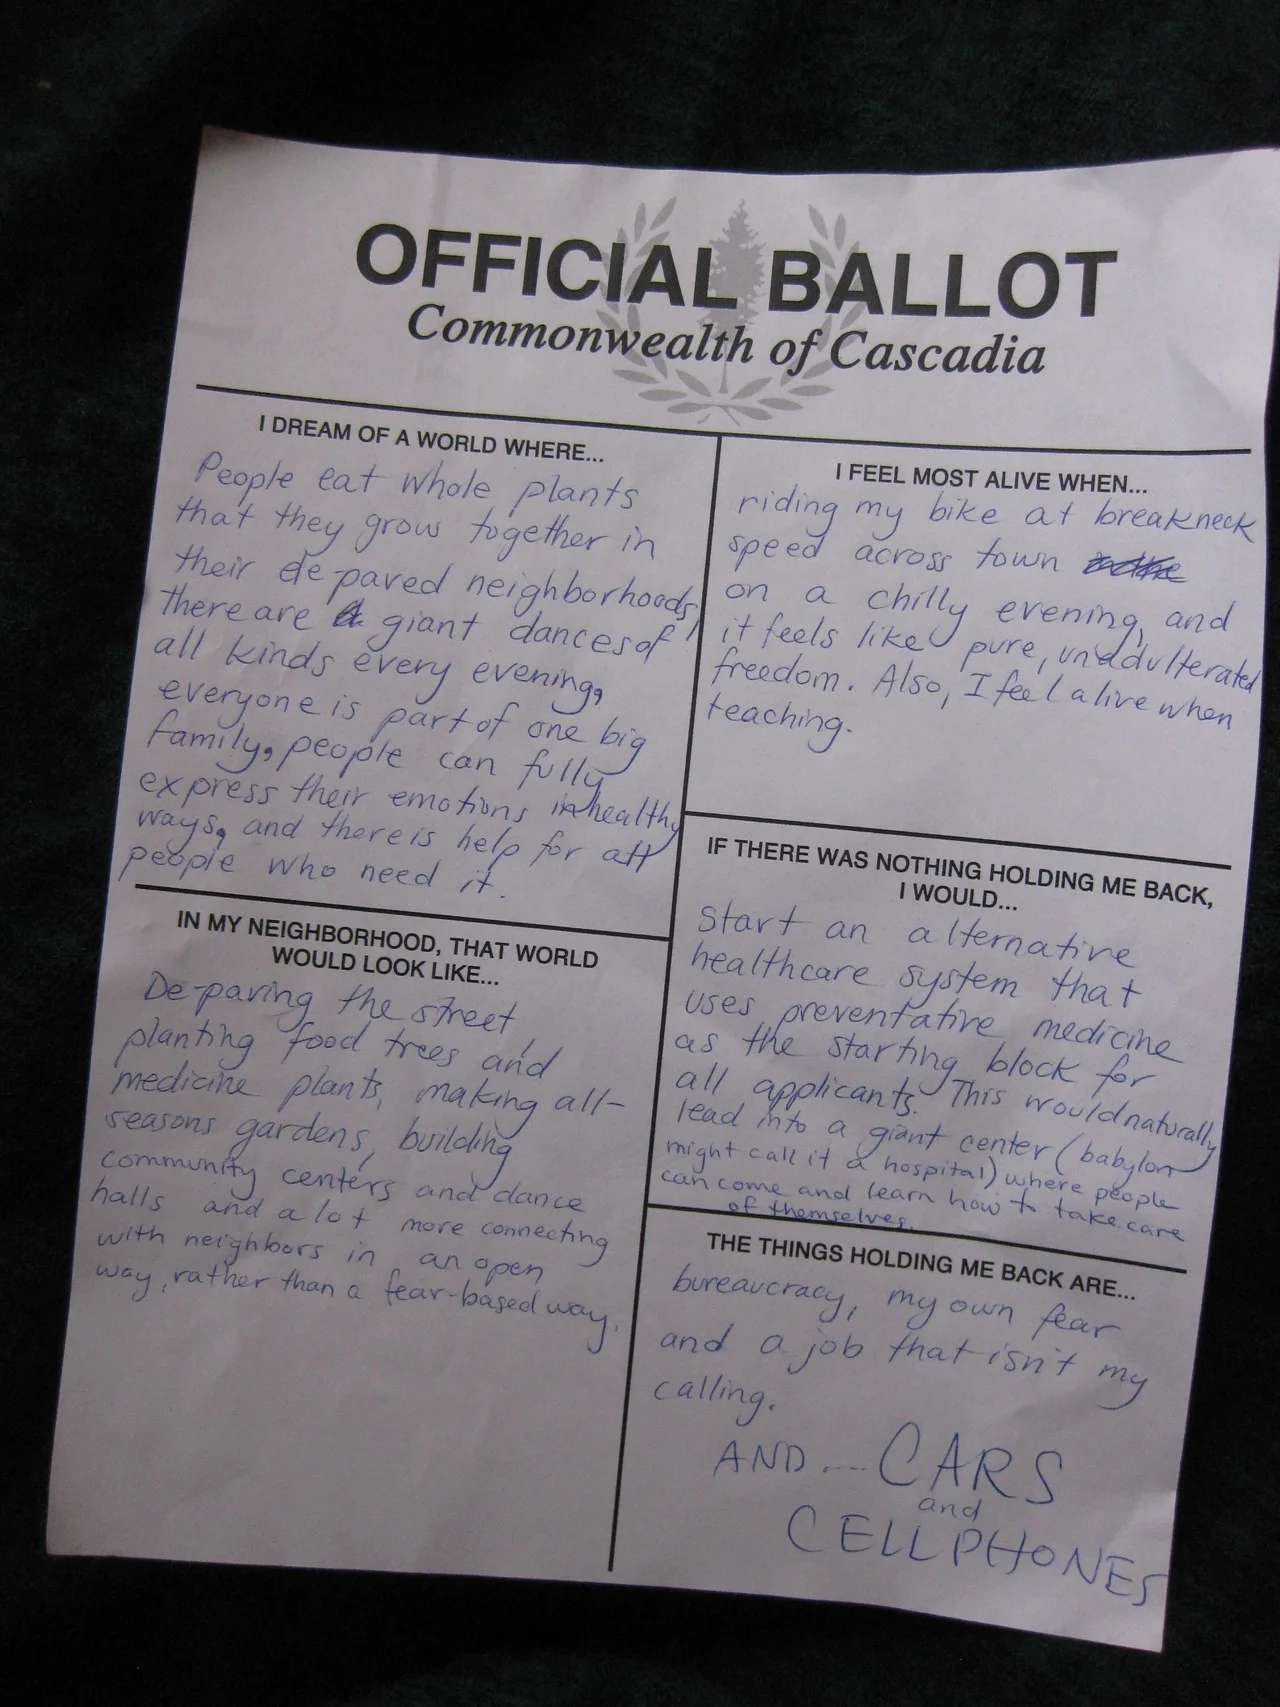 OFFICIAL BALLOT
Commonwealth of Cascadia
I DREAM OF A WORLD WHERE...
People eat whole plants
that they grow together in
their de-paved neighborhoods,
there are giant dances of
all kinds every evening,
everyone is part of one big
family, people can fully
express their emotions in healthy
ways, and there is help for all
people who need it.
IN MY NEIGHBORHOOD, THAT WORLD
WOULD LOOK LIKE...
De-paving the street,
planting food trees and
medicine plants, making all-
seasons gardens, building
community centers and dance
halls and a lot more connecting
with neighbors in an open
way, rather than a fear-based way.
I FEEL MOST ALIVE WHEN...
riding my bike at breakneck
speed across town
on a chilly evening, and
it feels like pure, unadulterated
freedom. Also, I feel alive when
teaching.
IF THERE WAS NOTHING HOLDING ME BACK,
I WOULD...
Start an alternative
healthcare system that
uses preventative medicine
as the starting block for
all applicants. This would naturally
lead into a giant center (babylon
might call it a hospital) where people
can come and learn how to take care
of themselves.
THE THINGS HOLDING ME BACK ARE...
bureaucracy, my own fear
and a job that isn't my
calling.
AND.... CARS
and
CELLPHONES